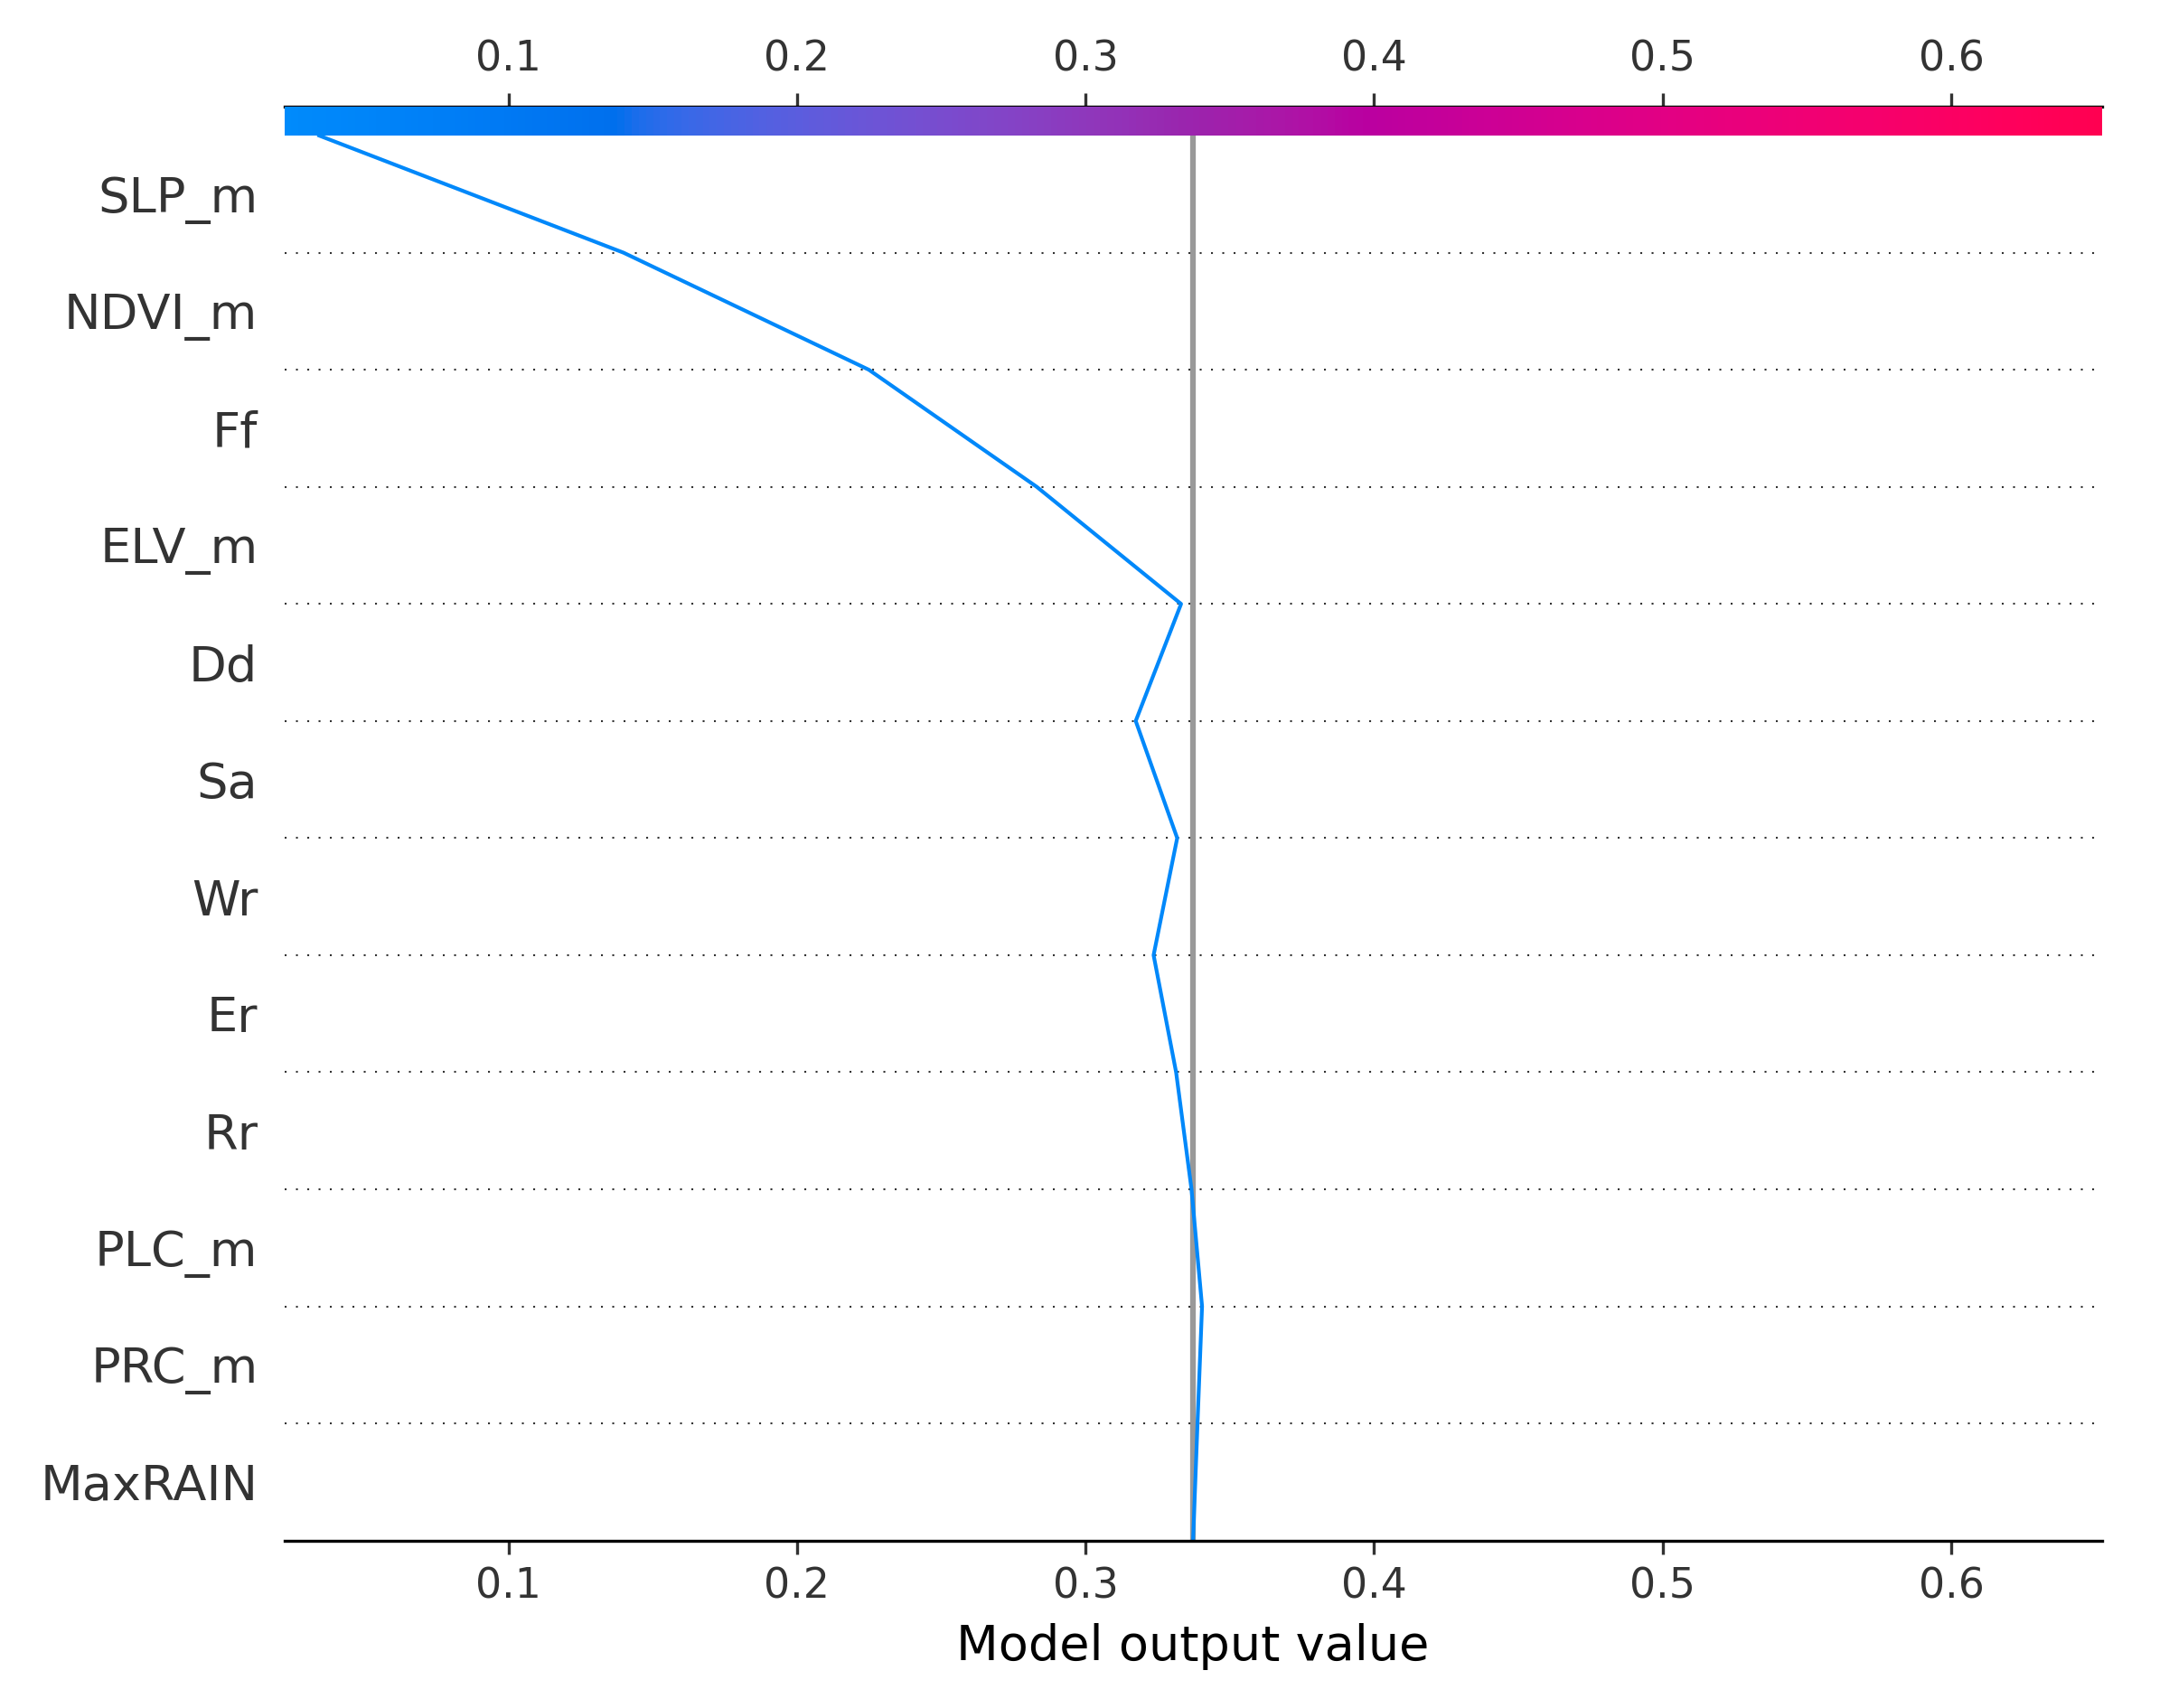 0.1 0.2 0.3 0.4 0.5 0.6
SLP_m
NDVI_m
Ff
ELV_m
Dd
Sa
Wr
Er
Rr
PLC_m
PRC_m
MaxRAIN
0.1 0.2 0.3 0.4 0.5 0.6
Model output value